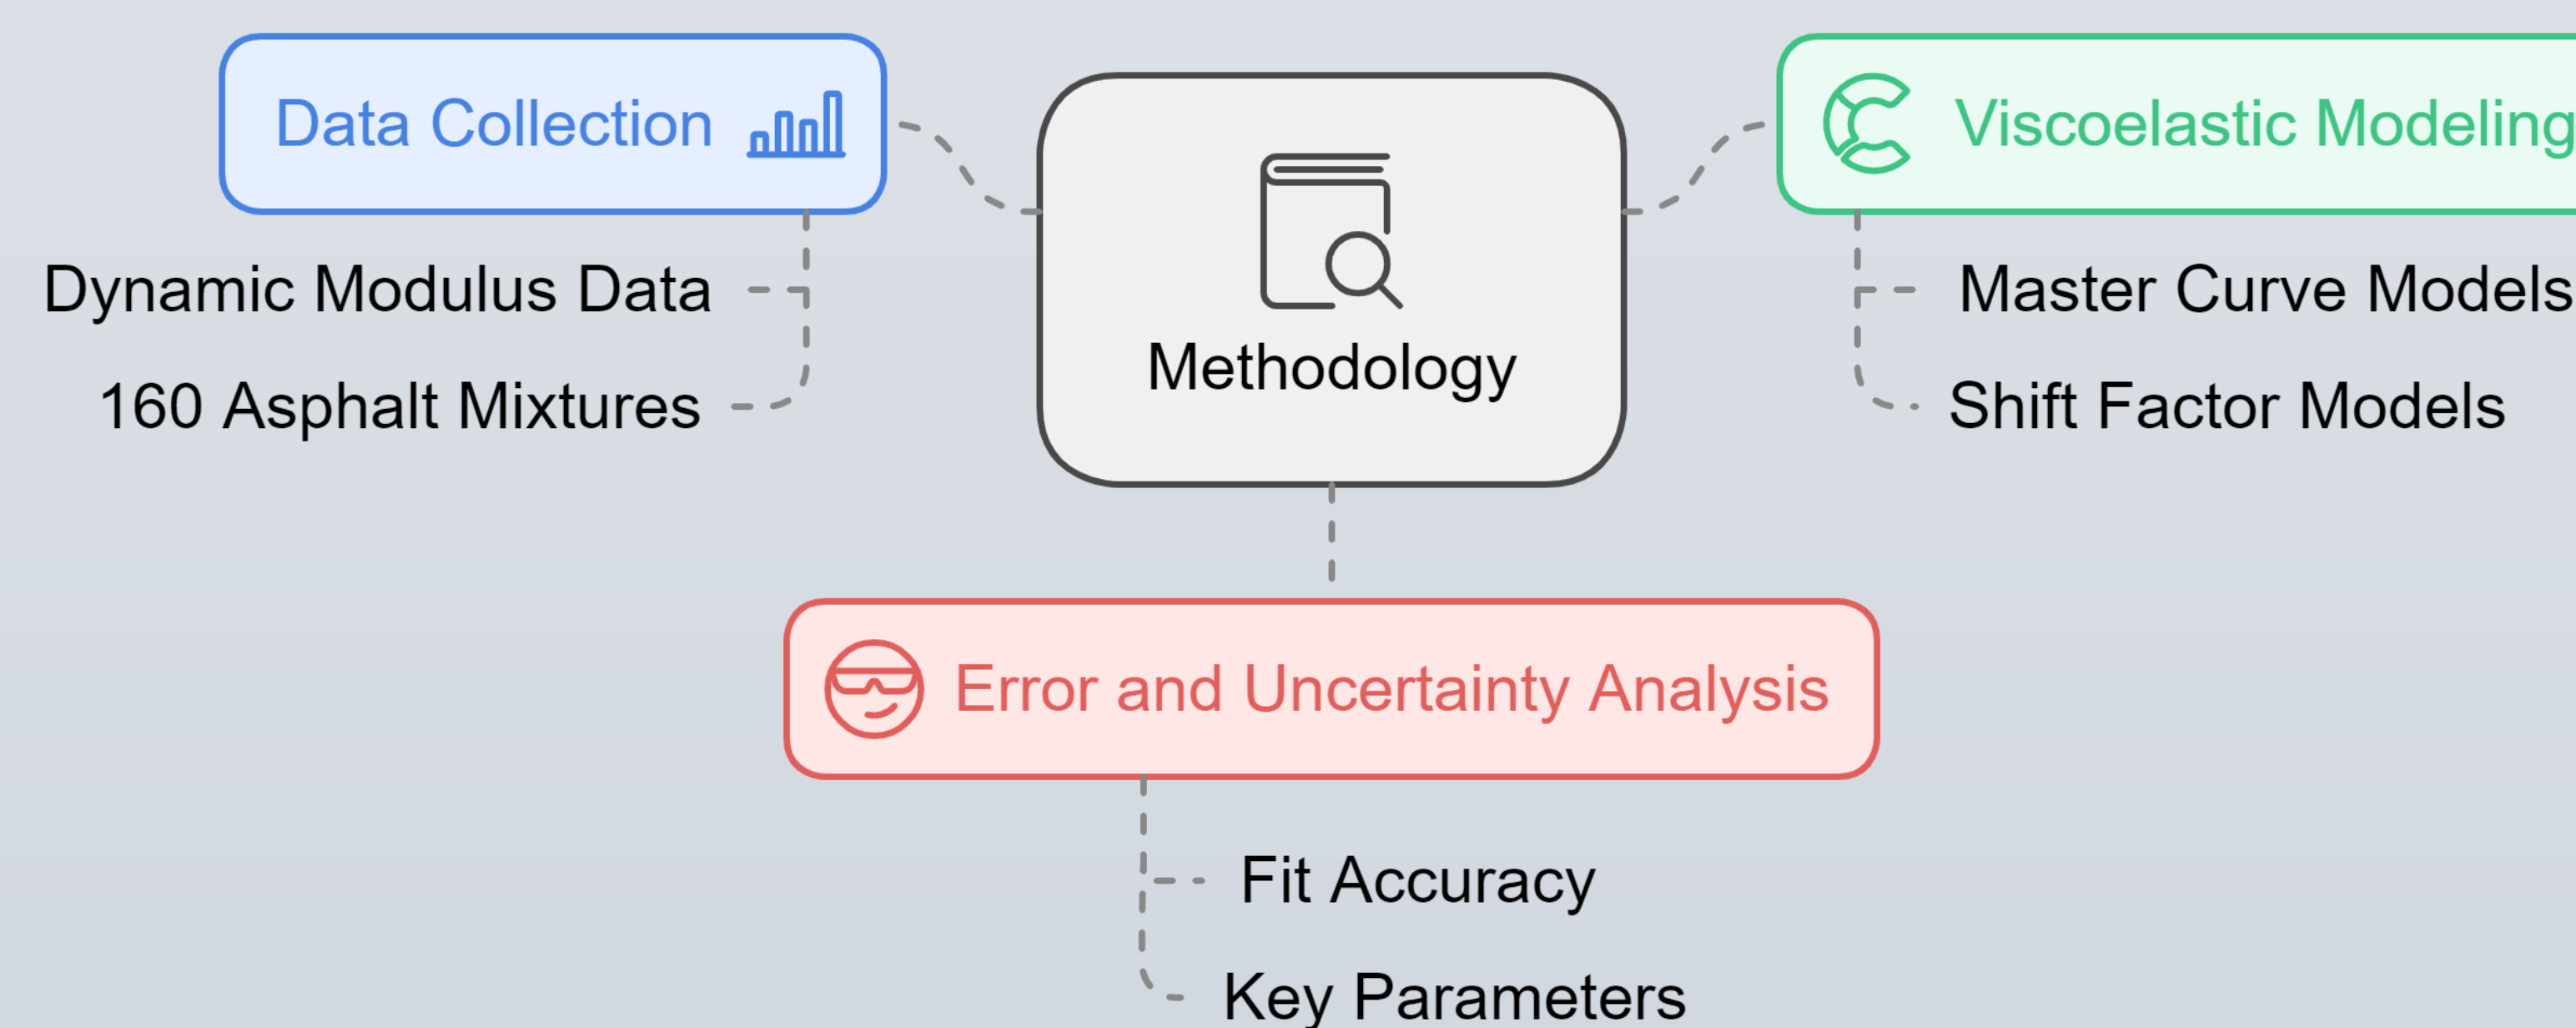 Data Collection
Dynamic Modulus Data
160 Asphalt Mixtures
Methodology
Viscoelastic Modeling
Master Curve Models
Shift Factor Models
Error and Uncertainty Analysis
Fit Accuracy
Key Parameters